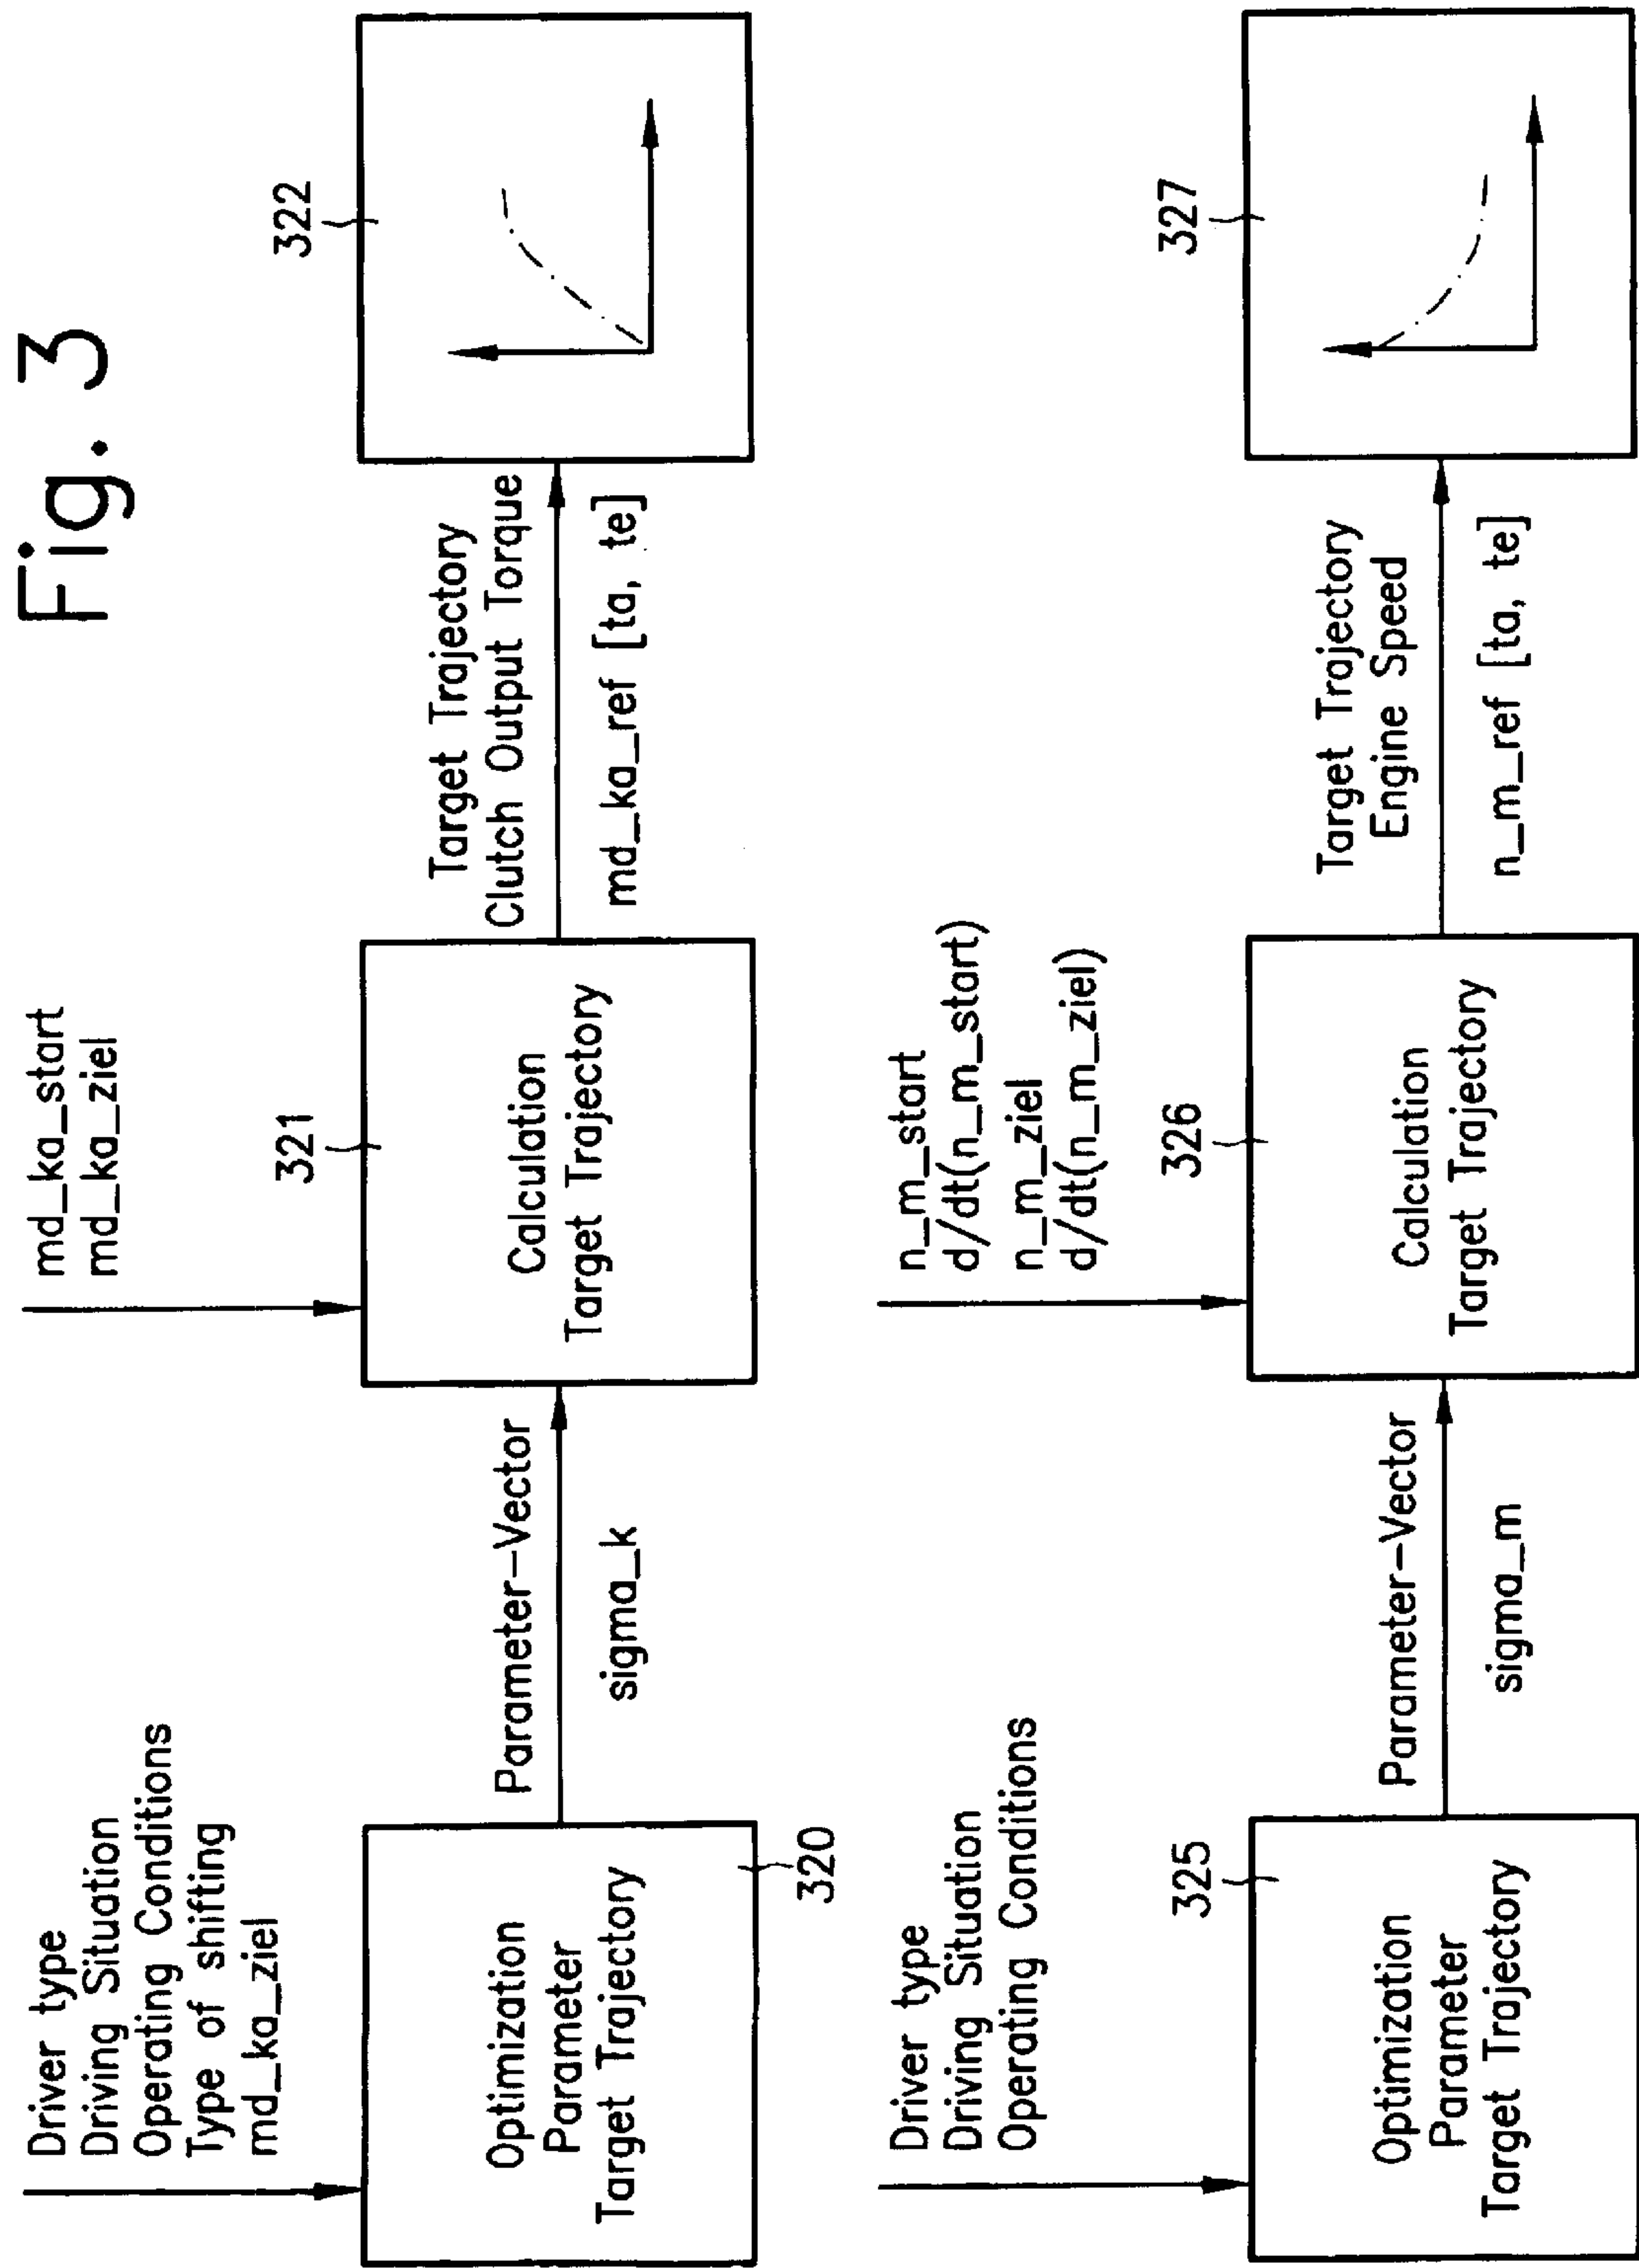 Fig. 3
Driver type
Driving Situation
Operating Conditions
Type of shifting
md_ka_ziel
Optimization
Parameter
Target Trajectory
320
Parameter-Vector
sigma_k
md_ka_start
md_ka_ziel
321
Calculation
Target Trajectory
Target Trajectory
Clutch Output Torque
md_ka_ref [ta, te]
322
Driver type
Driving Situation
Operating Conditions
325
Optimization
Parameter
Target Trajectory
Parameter-Vector
sigma_m
n_m_start
d/dt(n_m_start)
n_m_ziel
d/dt(n_m_ziel)
326
Calculation
Target Trajectory
Target Trajectory
Engine Speed
n_m_ref [ta, te]
327